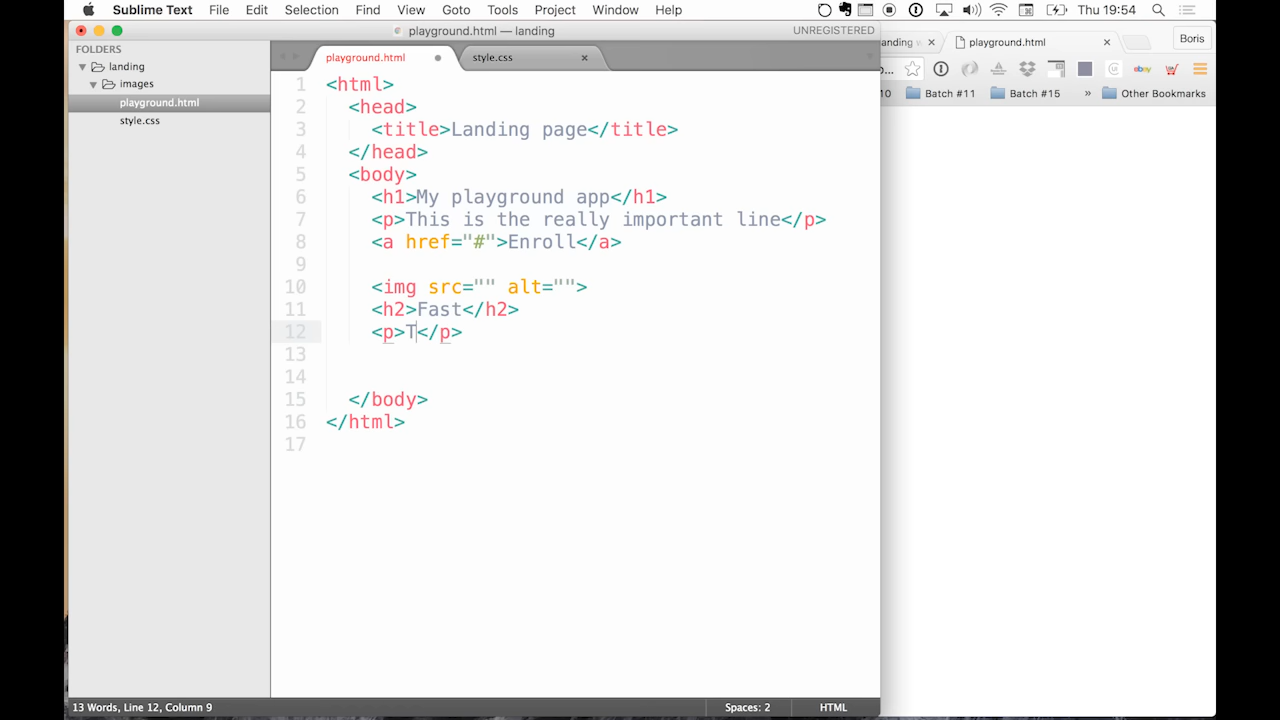 Sublime Text File Edit Selection Find View Goto Tools Project Window Help Thu 19:54
playground.html — landing UNREGISTERED
FOLDERS
landing
images
playground.html
style.css
playground.html style.css
1 <html>
2 <head>
3 <title>Landing page</title>
4 </head>
5 <body>
6 <h1>My playground app</h1>
7 <p>This is the really important line</p>
8 <a href="#">Enroll</a>
9
10 <img src="" alt="">
11 <h2>Fast</h2>
12 <p>T</p>
13
14
15 </body>
16 </html>
17
13 Words, Line 12, Column 9 Spaces: 2 HTML
anding playground.html Boris
...
10 Batch #11 Batch #15 » Other Bookmarks